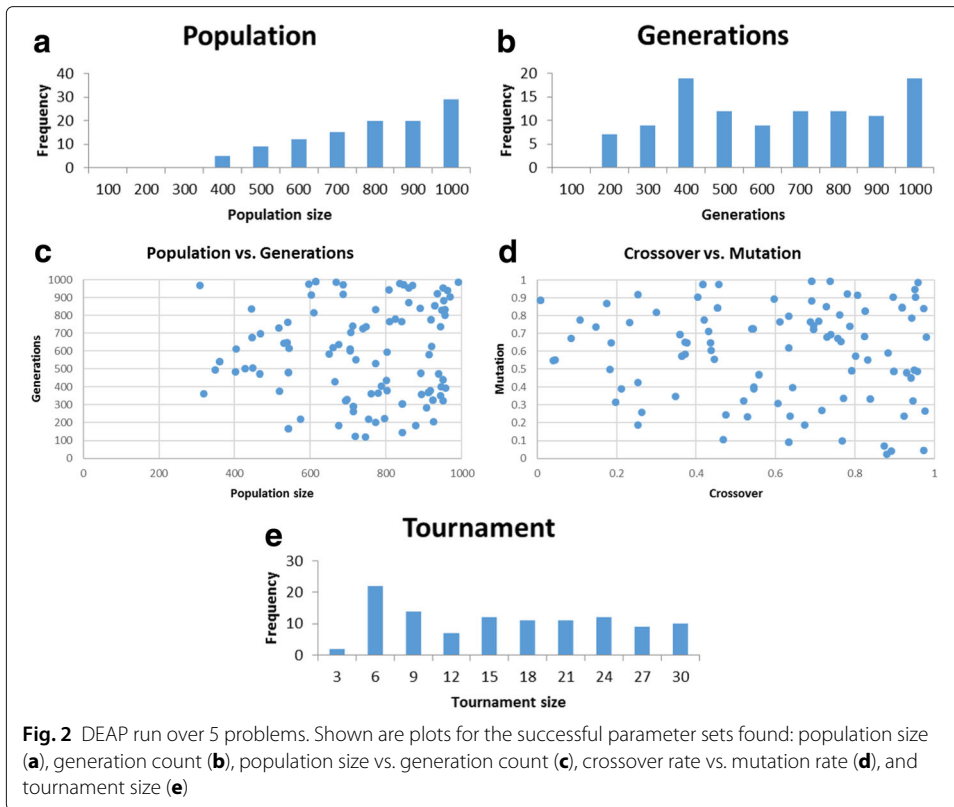 a Population
b Generations
Frequency
40
30
20
10
0
100 200 300 400 500 600 700 800 900 1000
Population size
Frequency
20
15
10
5
0
100 200 300 400 500 600 700 800 900 1000
Generations
c Population vs. Generations
Generations
1000
900
800
700
600
500
400
300
200
100
0
0 200 400 600 800 1000
Population size
d Crossover vs. Mutation
Mutation
1
0.9
0.8
0.7
0.6
0.5
0.4
0.3
0.2
0.1
0
0 0.2 0.4 0.6 0.8 1
Crossover
e Tournament
Frequency
30
20
10
0
3 6 9 12 15 18 21 24 27 30
Tournament size
Fig. 2 DEAP run over 5 problems. Shown are plots for the successful parameter sets found: population size
(a), generation count (b), population size vs. generation count (c), crossover rate vs. mutation rate (d), and
tournament size (e)